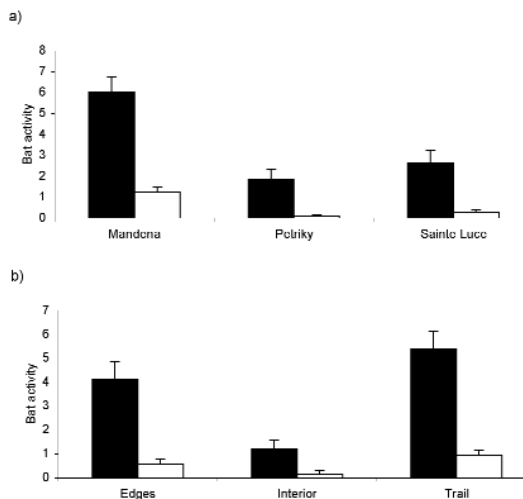 a)
8
7
6
5
4
3
2
1
0
Bat activity
Mandena
Petriky
Sainte Luce
b)
7
6
5
4
3
2
1
0
Bat activity
Edges
Interior
Trail